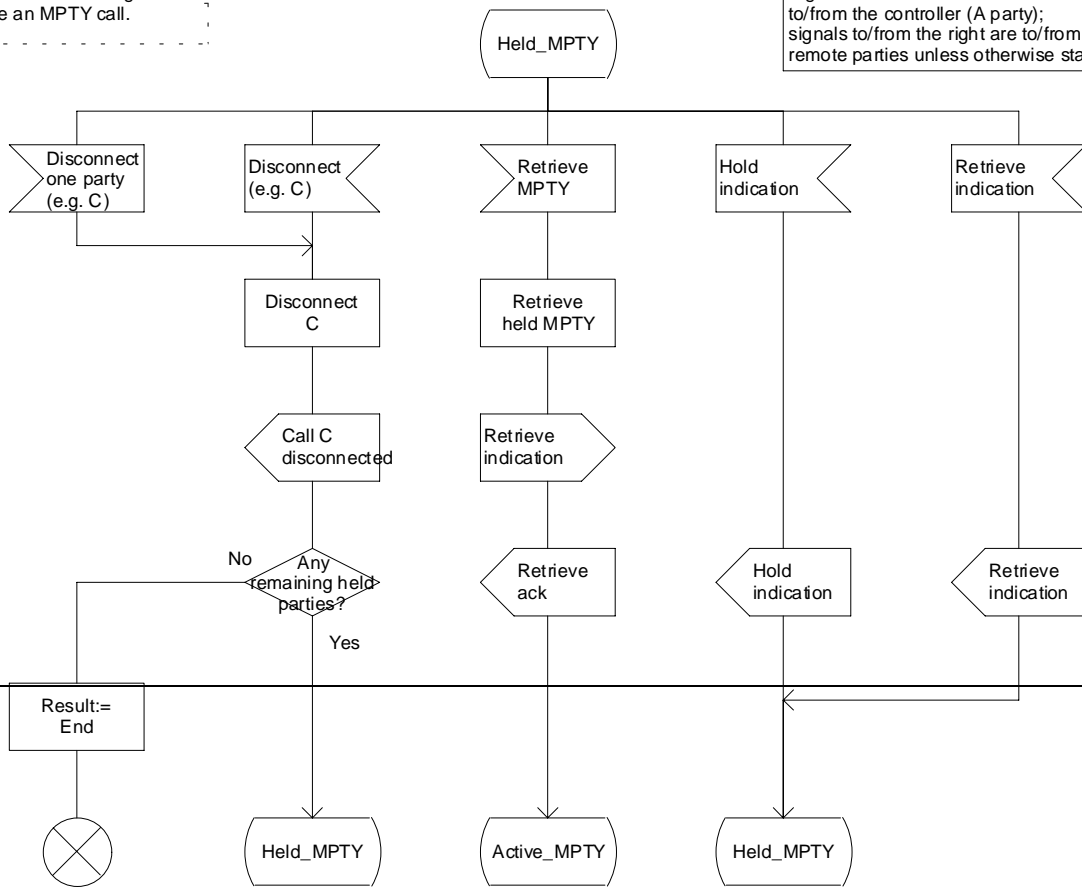 e an MPTY call.
to/from the controller (A party);
signals to/from the right are to/from
remote parties unless otherwise sta
Held_MPTY
Disconnect
one party
(e.g. C)
Disconnect
(e.g. C)
Retrieve
MPTY
Hold
indication
Retrieve
indication
Disconnect
C
Retrieve
held MPTY
Call C
disconnected
Retrieve
indication
No
Any
remaining held
parties?
Yes
Retrieve
ack
Hold
indication
Retrieve
indication
Result:=
End
Held_MPTY
Active_MPTY
Held_MPTY